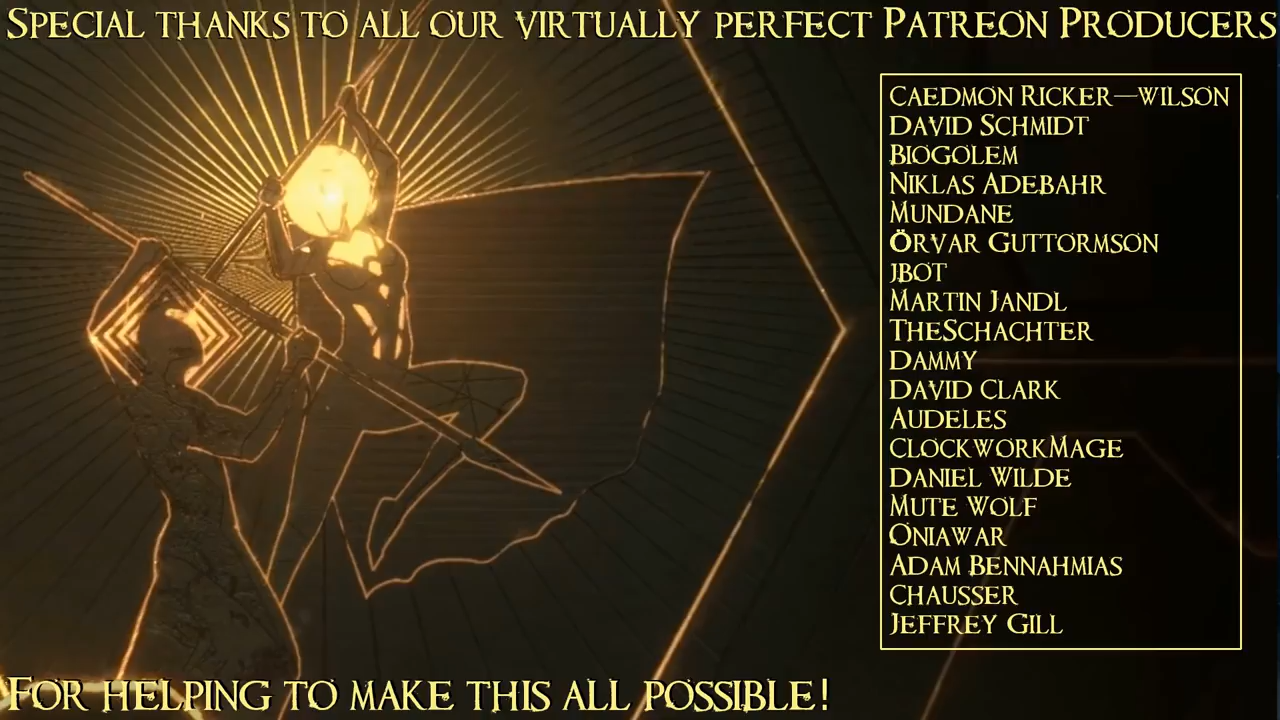 Special thanks to all our virtually perfect Patreon Producers
Caedmon Ricker—wilson
David Schmidt
Biogolem
Niklas Adebahr
Mundane
Örvar Guttormson
jbot
Martin Jandl
TheSchachter
Dammy
David Clark
Audeles
ClockworkMage
Daniel Wilde
Mute Wolf
Oniawar
Adam Bennahmias
Chausser
Jeffrey Gill
For helping to make this all possible!